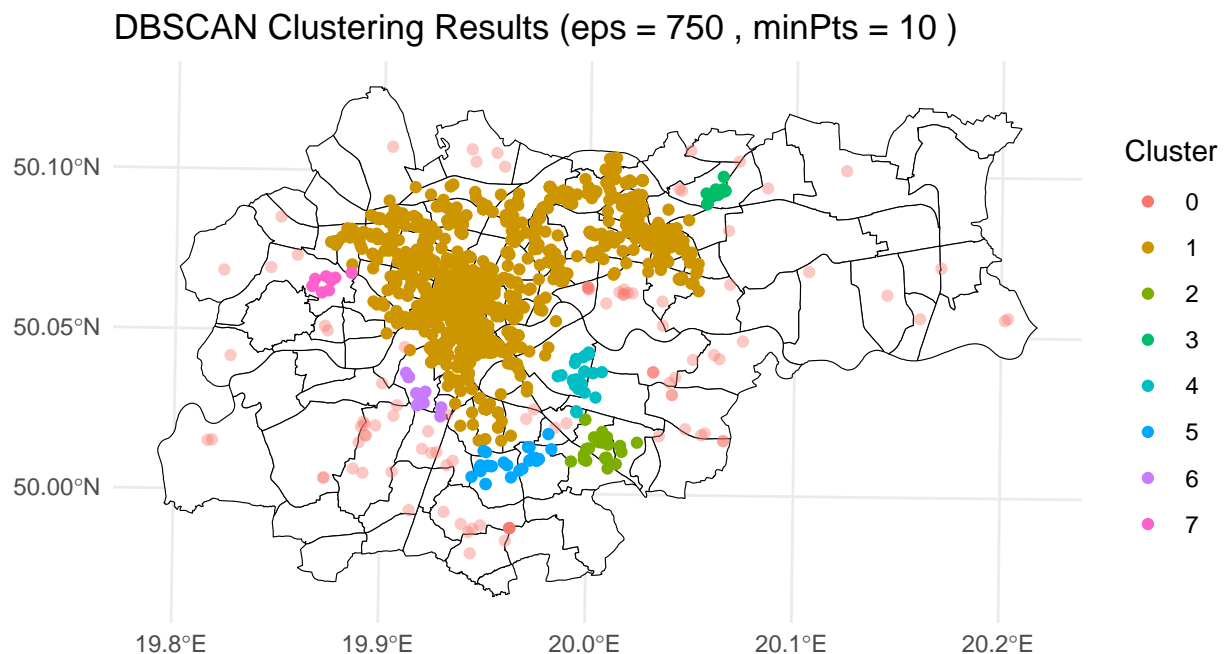 DBSCAN Clustering Results (eps = 750 , minPts = 10 )
50.10°N
50.05°N
50.00°N
19.8°E
19.9°E
20.0°E
20.1°E
20.2°E
Cluster
0
1
2
3
4
5
6
7